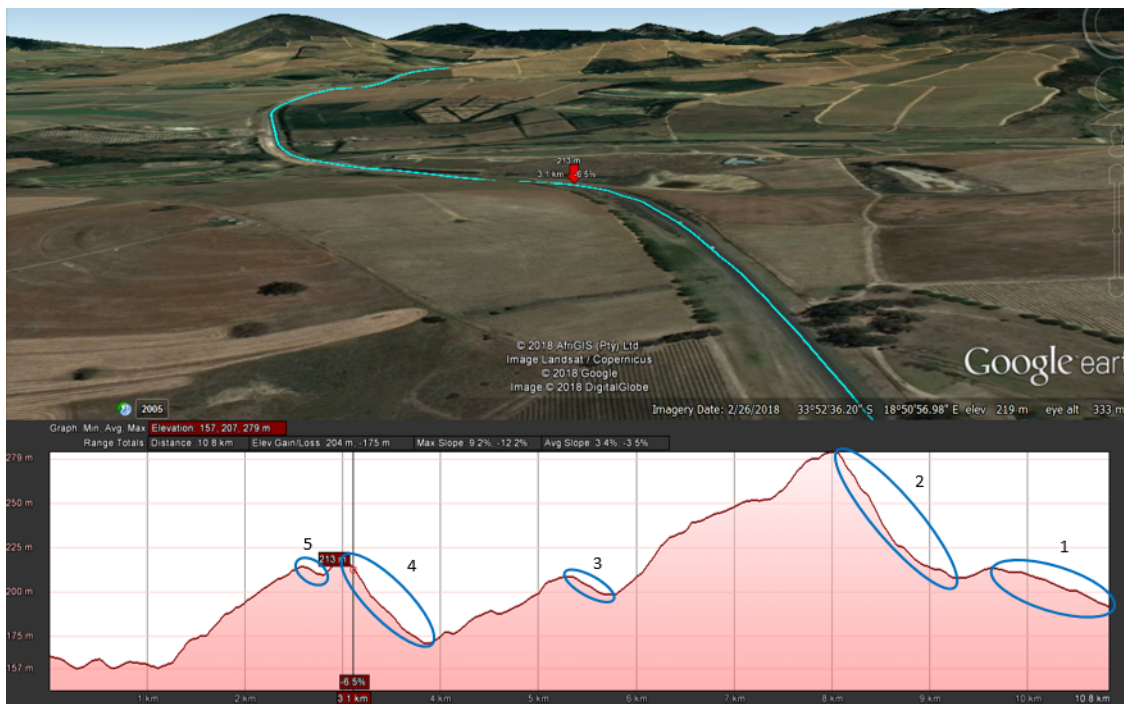 213 m
3.1 km -6.5%
© 2018 AfriGIS (Pty) Ltd
Image Landsat / Copernicus
© 2018 Google
Image © 2018 DigitalGlobe
Google eart
2005
Imagery Date: 2/26/2018 33°52'36.20" S 18°50'56.98" E elev 219 m eye alt 333 m
Graph: Min, Avg, Max Elevation: 157, 207, 279 m
Range Totals: Distance: 10.8 km Elev Gain/Loss: 204 m, -175 m Max Slope: 9.2%, -12.2% Avg Slope: 3.4%, -3.5%
279 m
250 m
225 m
200 m
175 m
157 m
5
213 m
4
3
2
1
-6.5%
1 km 2 km 3.1 km 4 km 5 km 6 km 7 km 8 km 9 km 10 km 10.8 km